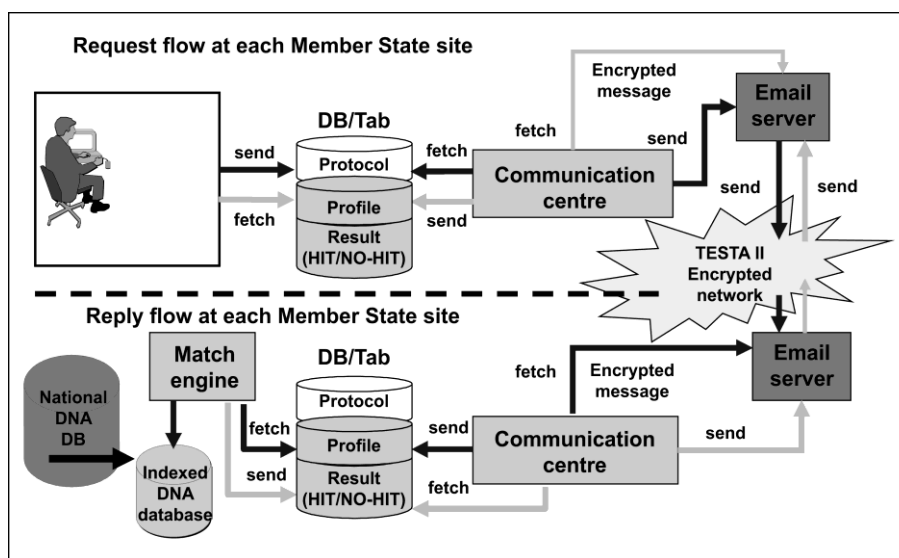 Request flow at each Member State site
Encrypted
message
Email
server
DB/Tab
fetch
send
Protocol
fetch
send
Communication
centre
send
send
fetch
Profile
send
Result
(HIT/NO-HIT)
TESTA II
Encrypted
network
Reply flow at each Member State site
Match
engine
DB/Tab
fetch
Encrypted
message
Email
server
National
DNA
DB
Protocol
fetch
send
Profile
Communication
centre
send
Indexed
DNA
database
send
Result
(HIT/NO-HIT)
fetch